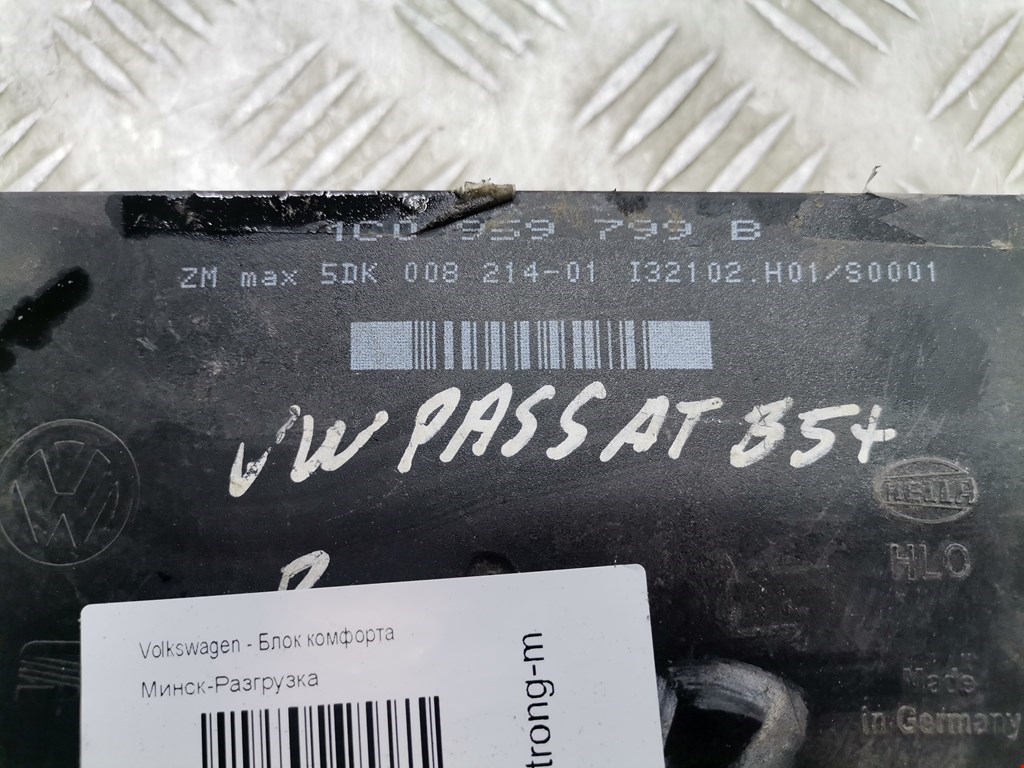 1C0 959 799 B
ZM max 5DK 008 214-01 I32102.H01/S0001
VW PASSAT B5+
HELLA
HLO
Volkswagen - Блок комфорта
Минск-Разгрузка
trong-m
Made
in Germany